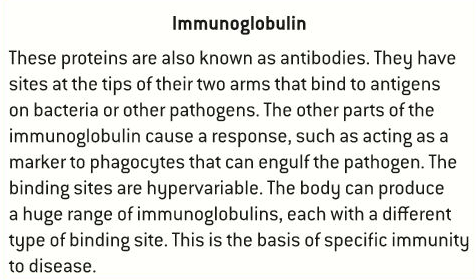 Immunoglobulin
These proteins are also known as antibodies. They have
sites at the tips of their two arms that bind to antigens
on bacteria or other pathogens. The other parts of the
immunoglobulin cause a response, such as acting as a
marker to phagocytes that can engulf the pathogen. The
binding sites are hypervariable. The body can produce
a huge range of immunoglobulins, each with a different
type of binding site. This is the basis of specific immunity
to disease.